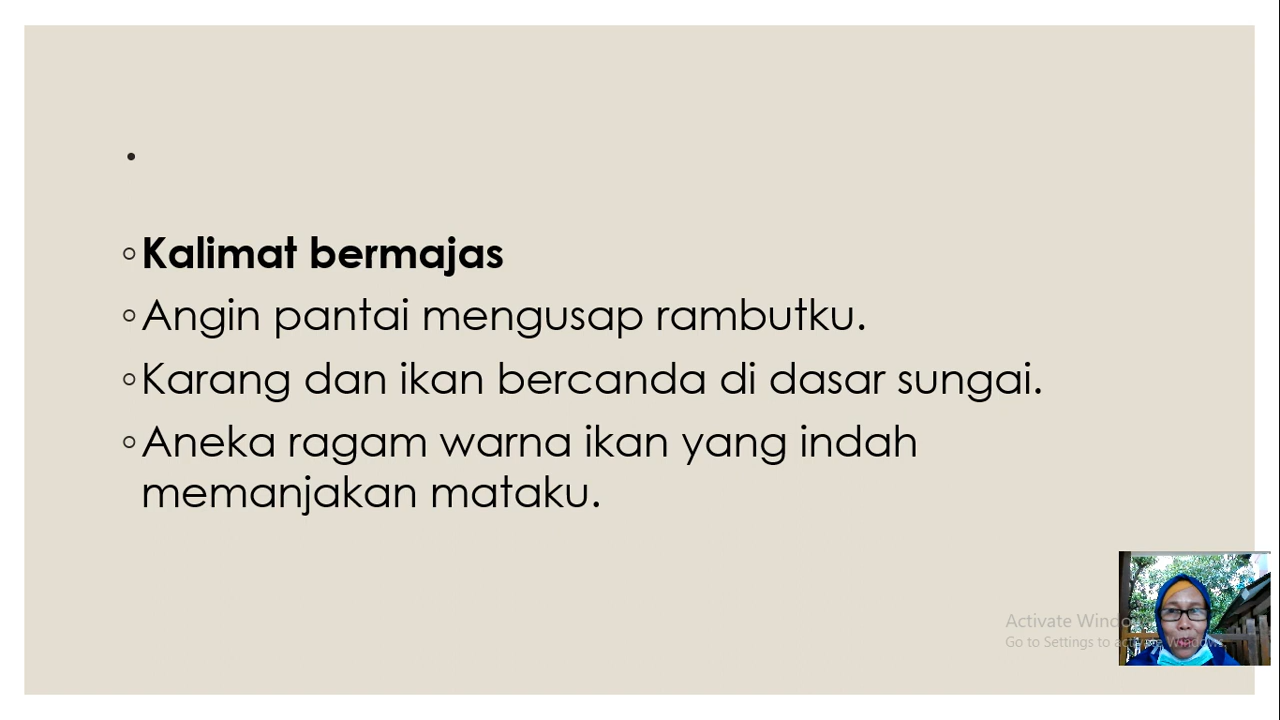 Kalimat bermajas
Angin pantai mengusap rambutku.
Karang dan ikan bercanda di dasar sungai.
Aneka ragam warna ikan yang indah
memanjakan mataku.
Activate Windo
Go to Settings to activate Windows.